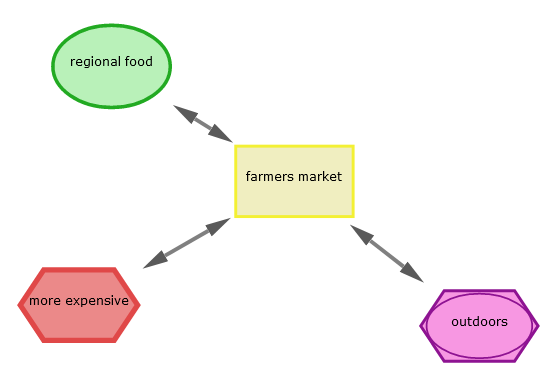 regional food
farmers market
more expensive
outdoors